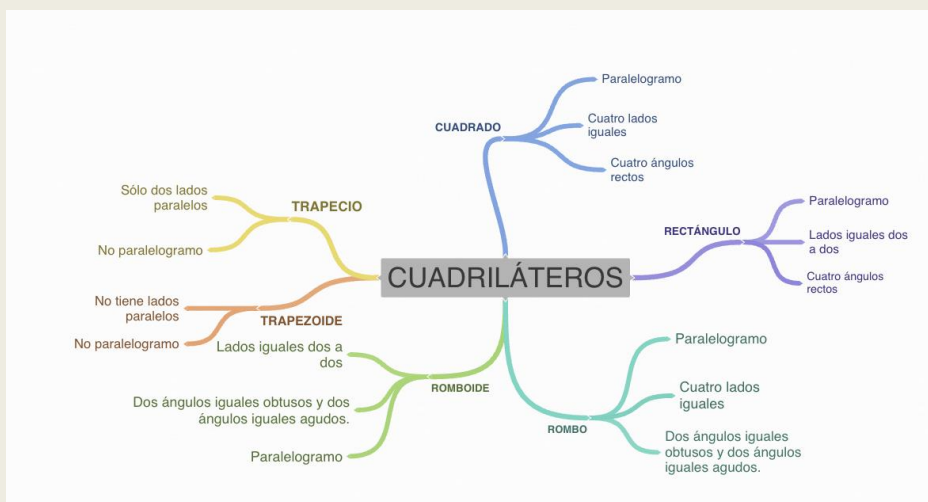 CUADRILÁTEROS
CUADRADO
Paralelogramo
Cuatro lados
iguales
Cuatro ángulos
rectos
RECTÁNGULO
Paralelogramo
Lados iguales dos
a dos
Cuatro ángulos
rectos
ROMBO
Paralelogramo
Cuatro lados
iguales
Dos ángulos iguales
obtusos y dos ángulos
iguales agudos.
ROMBOIDE
Lados iguales dos a
dos
Dos ángulos iguales obtusos y dos
ángulos iguales agudos.
Paralelogramo
TRAPEZOIDE
No tiene lados
paralelos
No paralelogramo
TRAPECIO
Sólo dos lados
paralelos
No paralelogramo